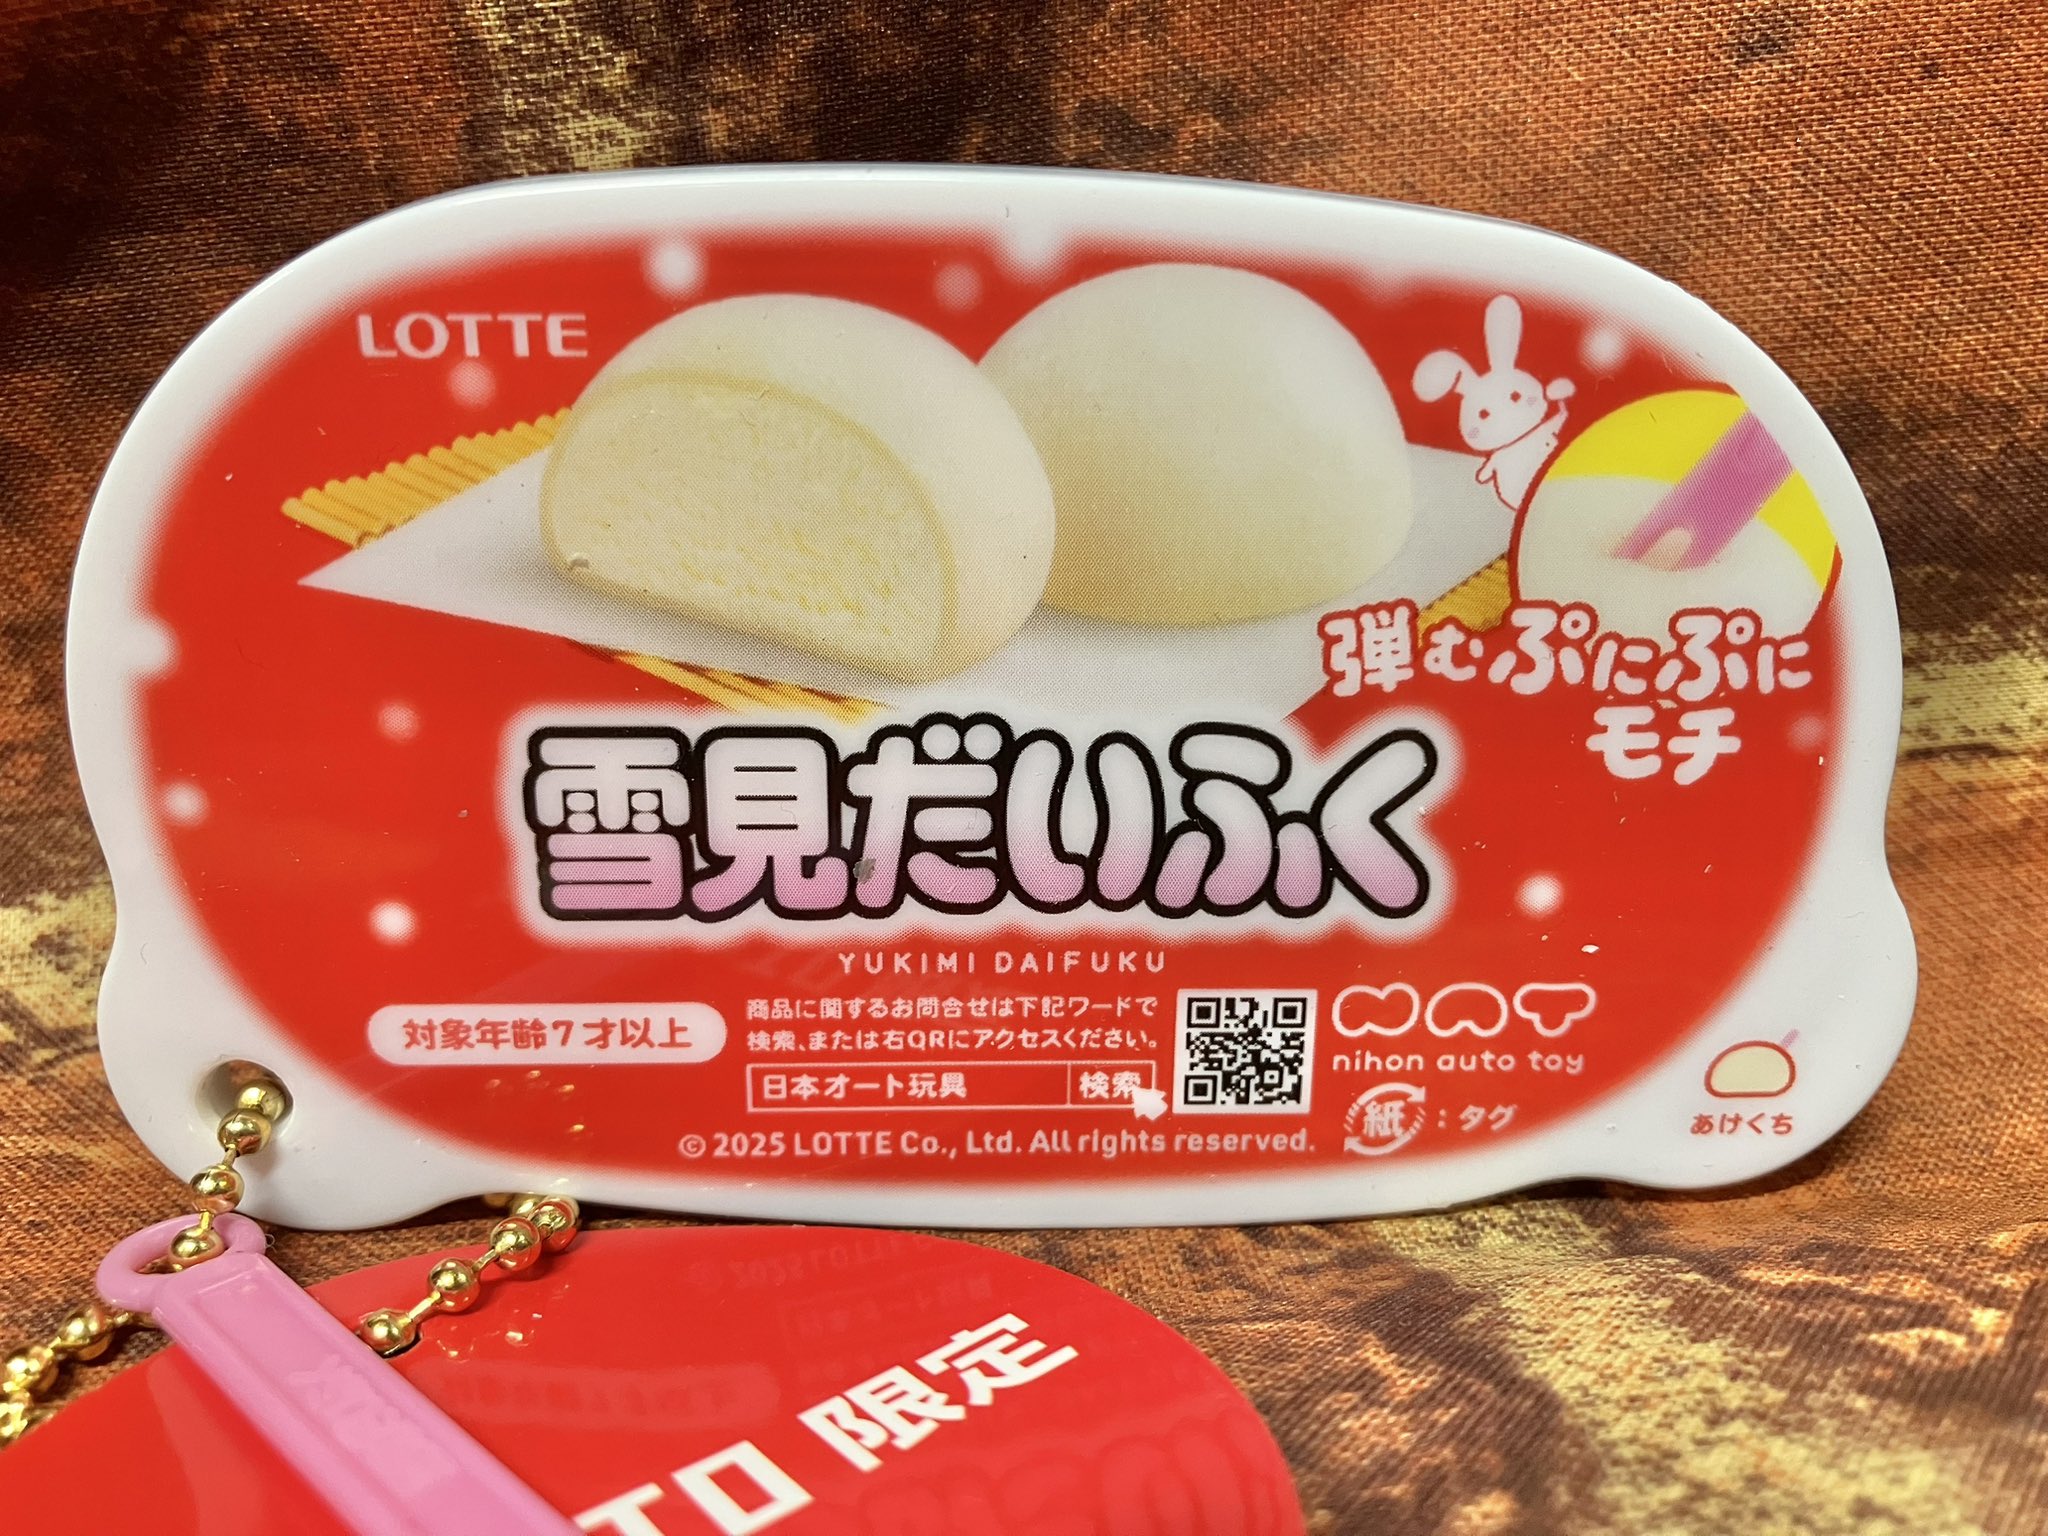 LOTTE
弾むぷにぷに
モチ
雪見だいふく
YUKIMI DAIFUKU
対象年齢7才以上
商品に関するお問合せは下記ワードで
検索、または右QRにアクセスください。
日本オート玩具 検索
NAT
nihon auto toy
紙:タグ
あけくち
© 2025 LOTTE Co., Ltd. All rights reserved.
TO 限定